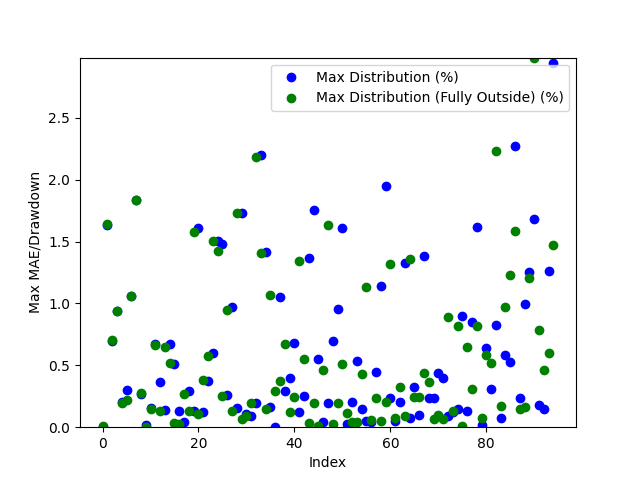 Max Distribution (%)
Max Distribution (Fully Outside) (%)
Max MAE/Drawdown
2.5
2.0
1.5
1.0
0.5
0.0
0 20 40 60 80
Index